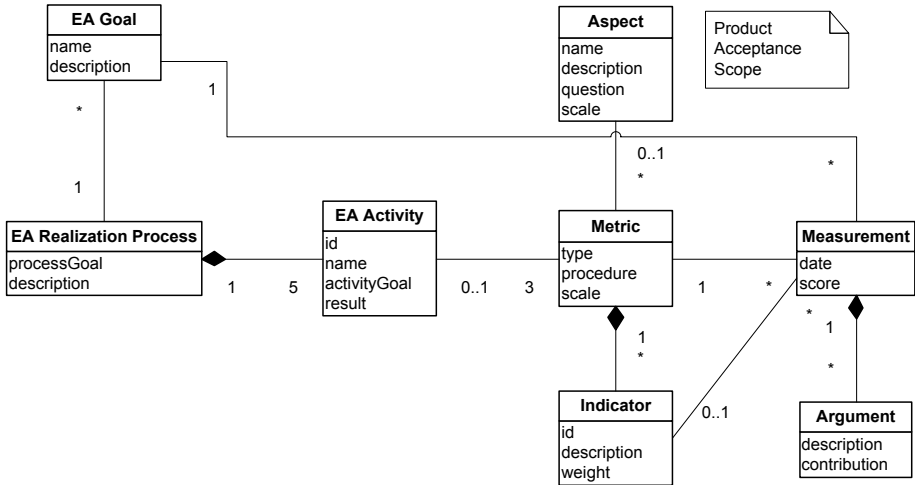 EA Goal
name
description
Aspect
name
description
question
scale
Product
Acceptance
Scope
1
*
0..1
*
*
1
EA Realization Process
processGoal
description
EA Activity
id
name
activityGoal
result
Metric
type
procedure
scale
Measurement
date
score
1
5
0..1
3
1
*
*
1
1
*
*
0..1
Indicator
id
description
weight
Argument
description
contribution